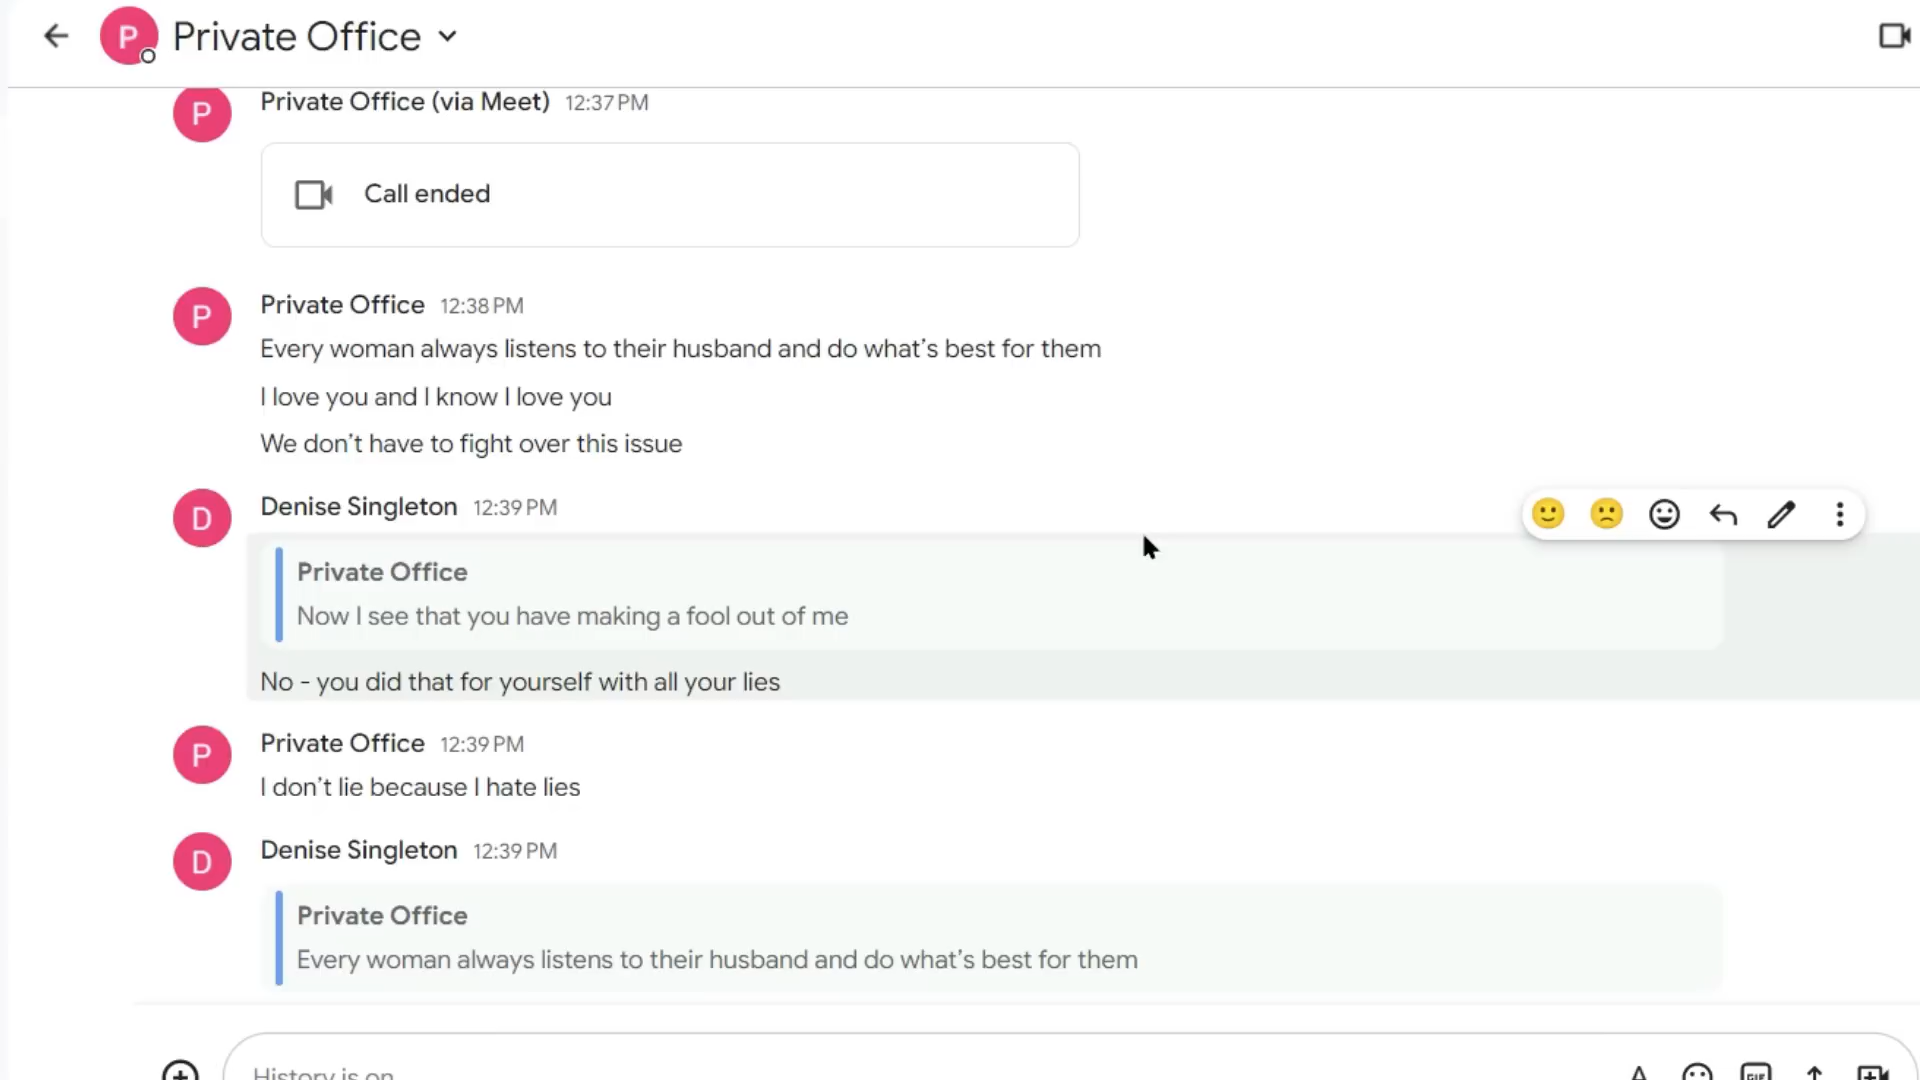 P Private Office
P Private Office (via Meet) 12:37 PM
Call ended
P Private Office 12:38 PM
Every woman always listens to their husband and do what's best for them
I love you and I know I love you
We don't have to fight over this issue
D Denise Singleton 12:39 PM
Private Office
Now I see that you have making a fool out of me
No - you did that for yourself with all your lies
P Private Office 12:39 PM
I don't lie because I hate lies
D Denise Singleton 12:39 PM
Private Office
Every woman always listens to their husband and do what's best for them
History is on
A GIF